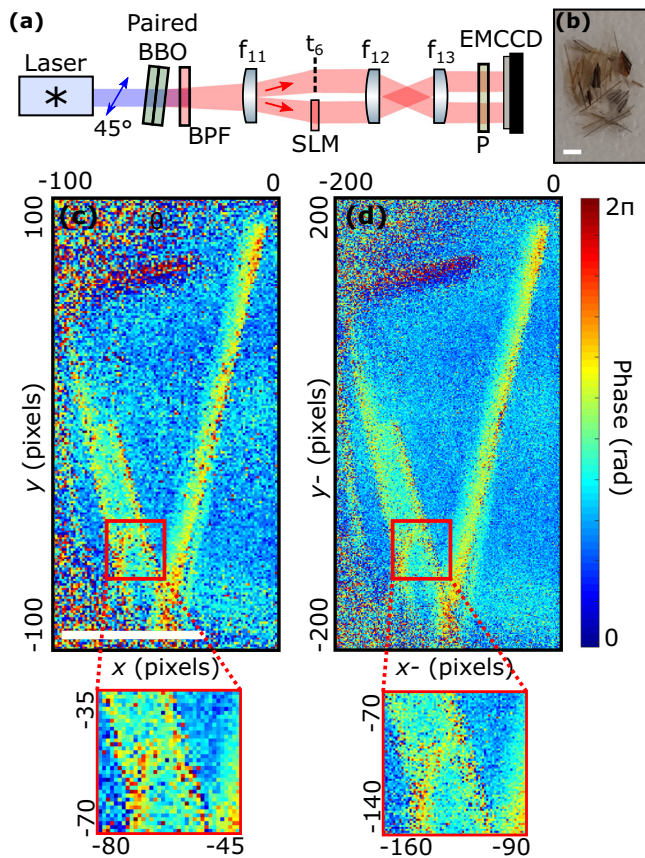 (a)
Paired
BBO
f11
t6
f12
f13
EMCCD
(b)
Laser
*
45°
BPF
SLM
P
-100
0
-200
0
(c)
0
(d)
100
-100
y (pixels)
200
-200
y- (pixels)
2π
Phase (rad)
0
x (pixels)
x- (pixels)
-35
-70
-80
-45
-70
-140
-160
-90